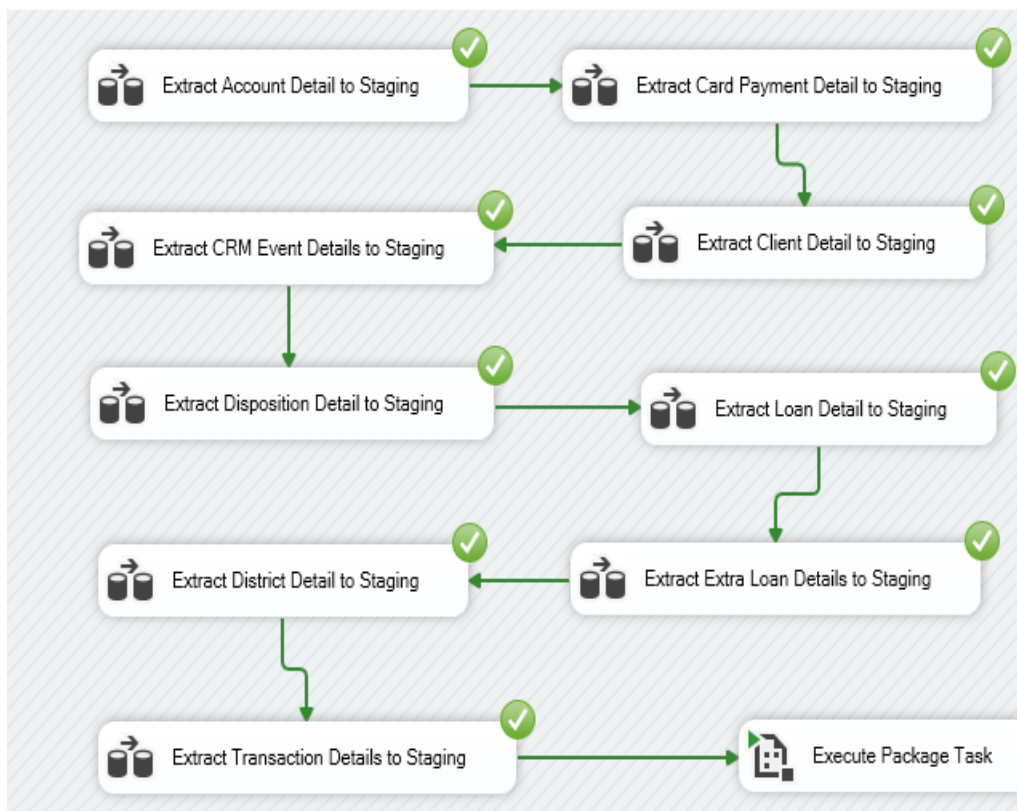 Extract Account Detail to Staging
Extract Card Payment Detail to Staging
Extract CRM Event Details to Staging
Extract Client Detail to Staging
Extract Disposition Detail to Staging
Extract Loan Detail to Staging
Extract District Detail to Staging
Extract Extra Loan Details to Staging
Extract Transaction Details to Staging
Execute Package Task